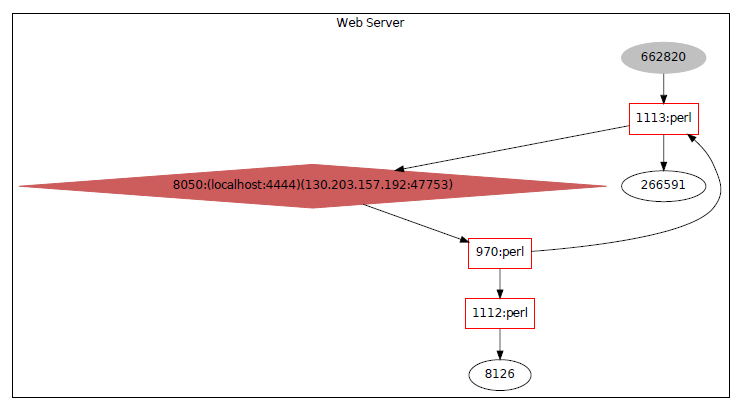 Web Server
662820
1113:perl
8050:(localhost:4444)(130.203.157.192:47753)
266591
970:perl
1112:perl
8126